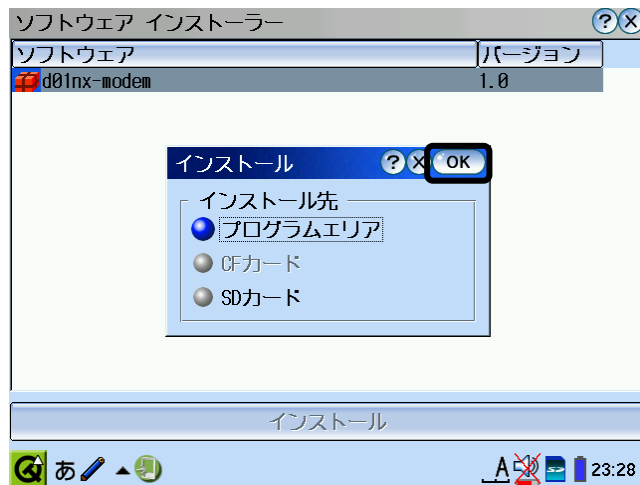 ソフトウェア インストーラー
ソフトウェア バージョン
d01nx-modem 1.0
インストール ? X OK
インストール先
プログラムエリア
CFカード
SDカード
インストール
あ A 23:28